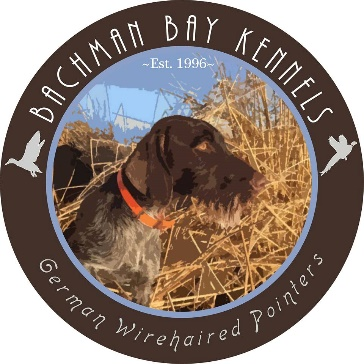 BACHMAN BAY KENNELS
~Est. 1996~
German Wirehaired Pointers